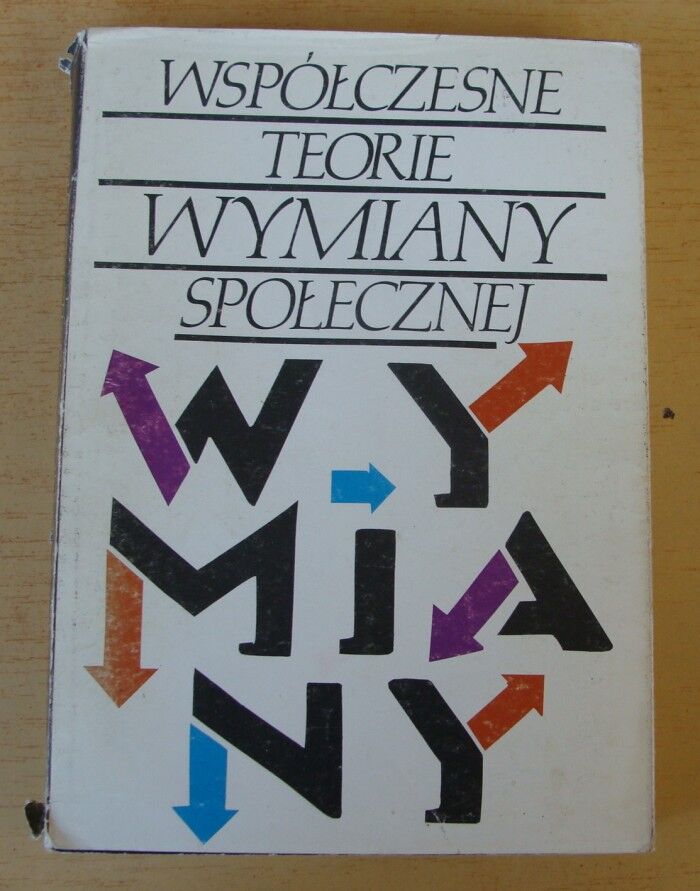 WSPÓŁCZESNE
TEORIE
WYMIANY
SPOŁECZNEJ
WY
MIA
NY